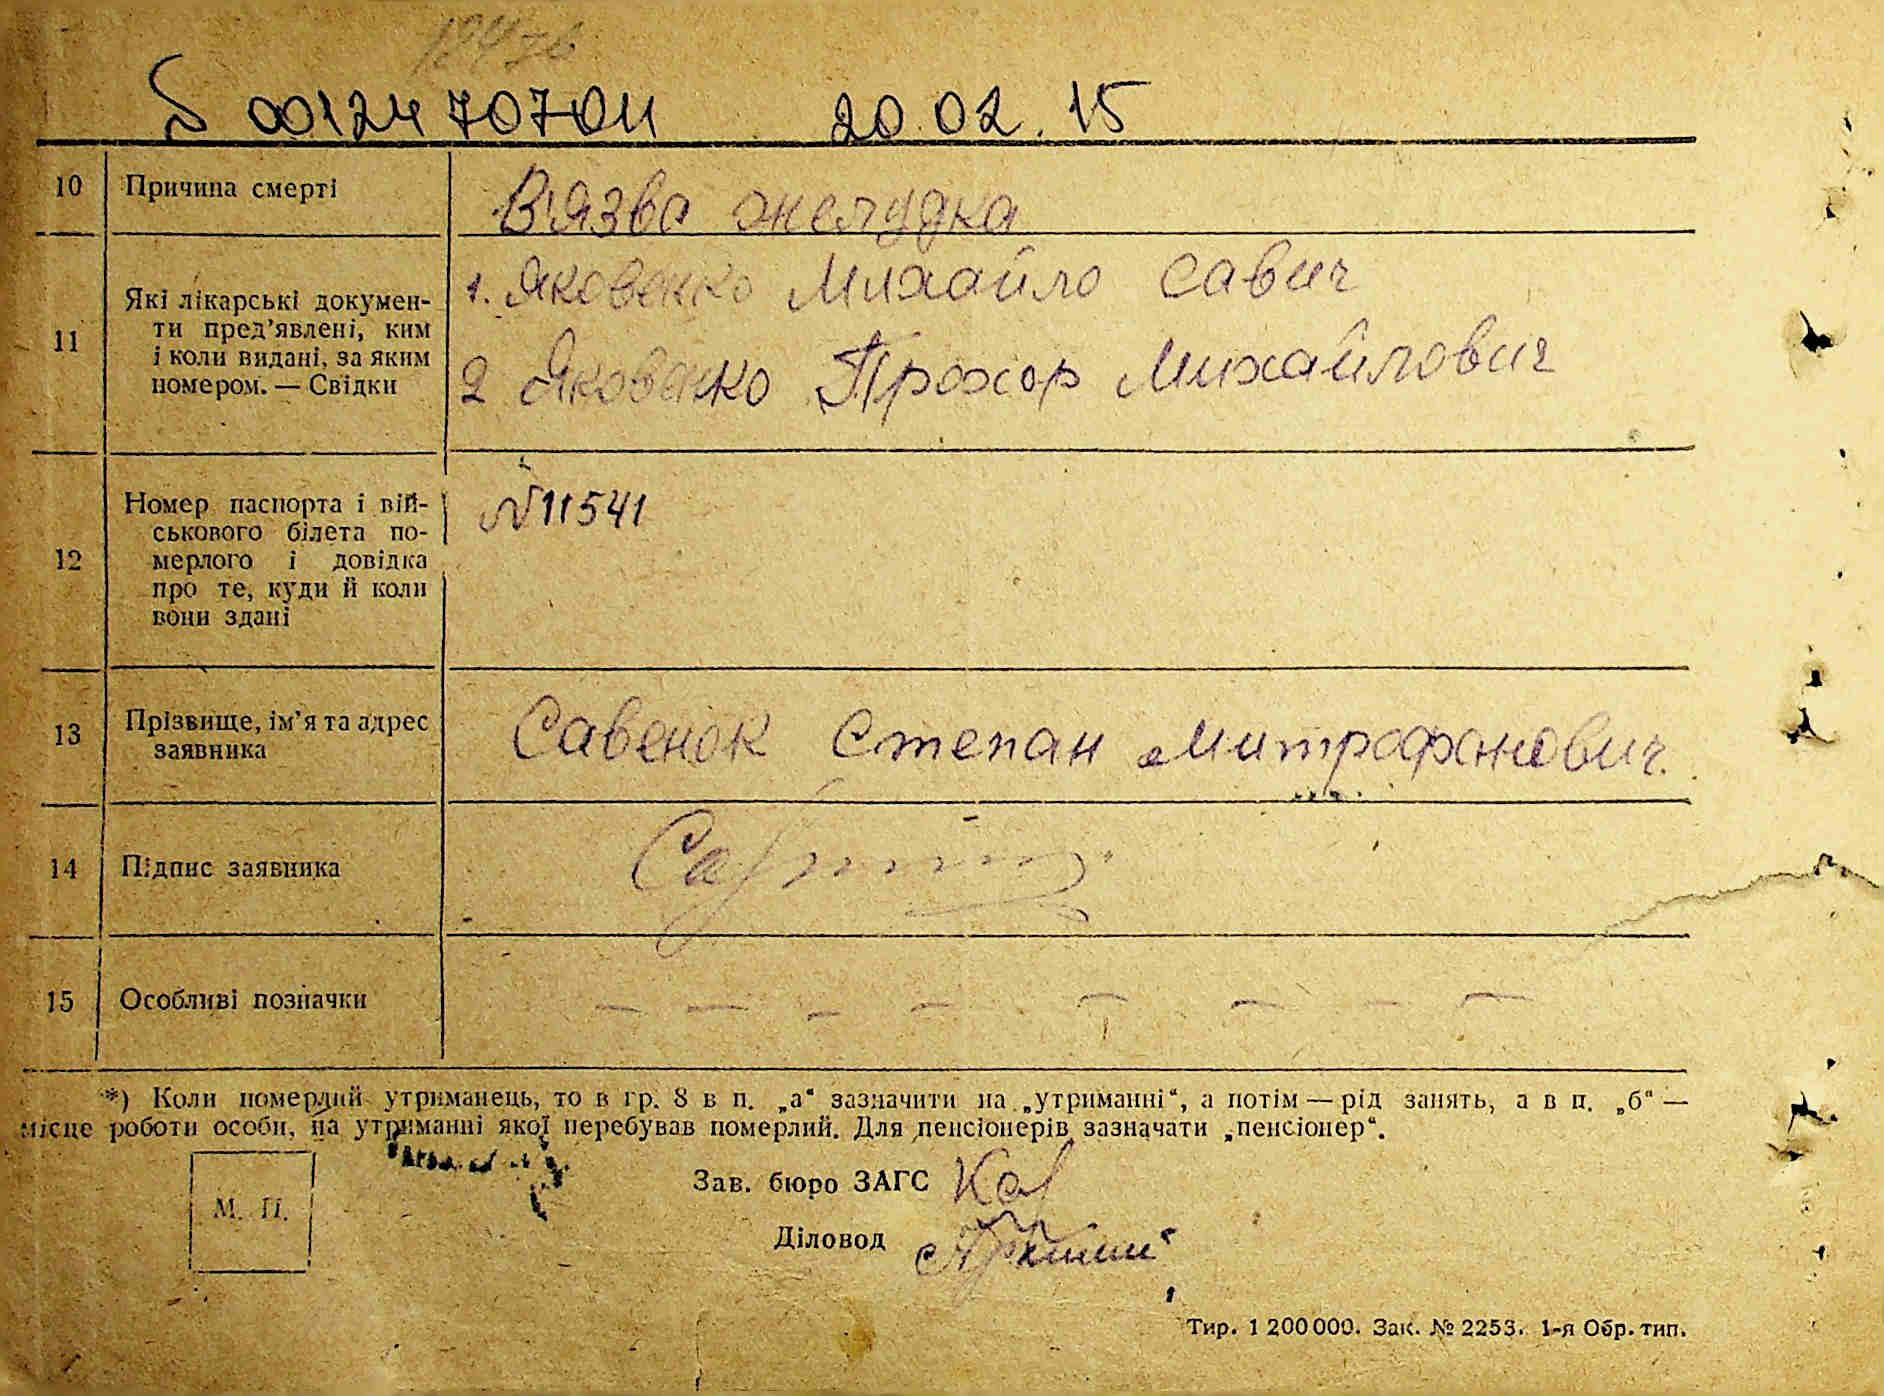 00124707011 20.02.15
10 Причина смерті В'язва желудка
11 Які лікарські докумен-
ти пред'явлені, ким
і коли видані, за яким
номером. — Свідки
1. Яковенко Михайло Савич
2 Яковенко Прохор Михайлович
12 Номер паспорта і вій-
ськового білета по-
мерлого і довідка
про те, куди й коли
вони здані
N 11541
13 Прізвище, ім'я та адрес
заявника
Савенок Степан Митрофанович.
14 Підпис заявника
15 Особливі позначки — — — — — — — —
*) Коли померлий утриманець, то в гр. 8 в п. „а“ зазначити на „утриманні“, а потім — рід занять, а в п. „б“ —
місце роботи особи, на утриманні якої перебував померлий. Для пенсіонерів зазначати „пенсіонер“.
М. П.
Зав. бюро ЗАГС
Діловод
Тир. 1 200 000. Зак. № 2253. 1-я Обр. тип.